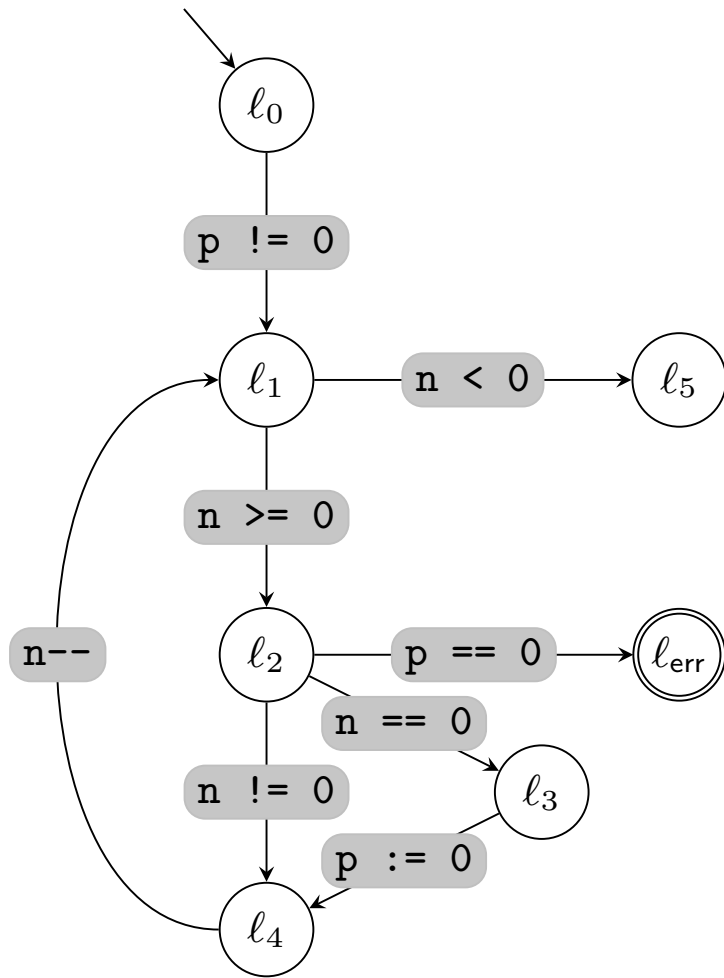 ℓ₀
p != 0
ℓ₁
n < 0
ℓ₅
n >= 0
n--
ℓ₂
p == 0
ℓerr
n == 0
n != 0
ℓ₃
p := 0
ℓ₄